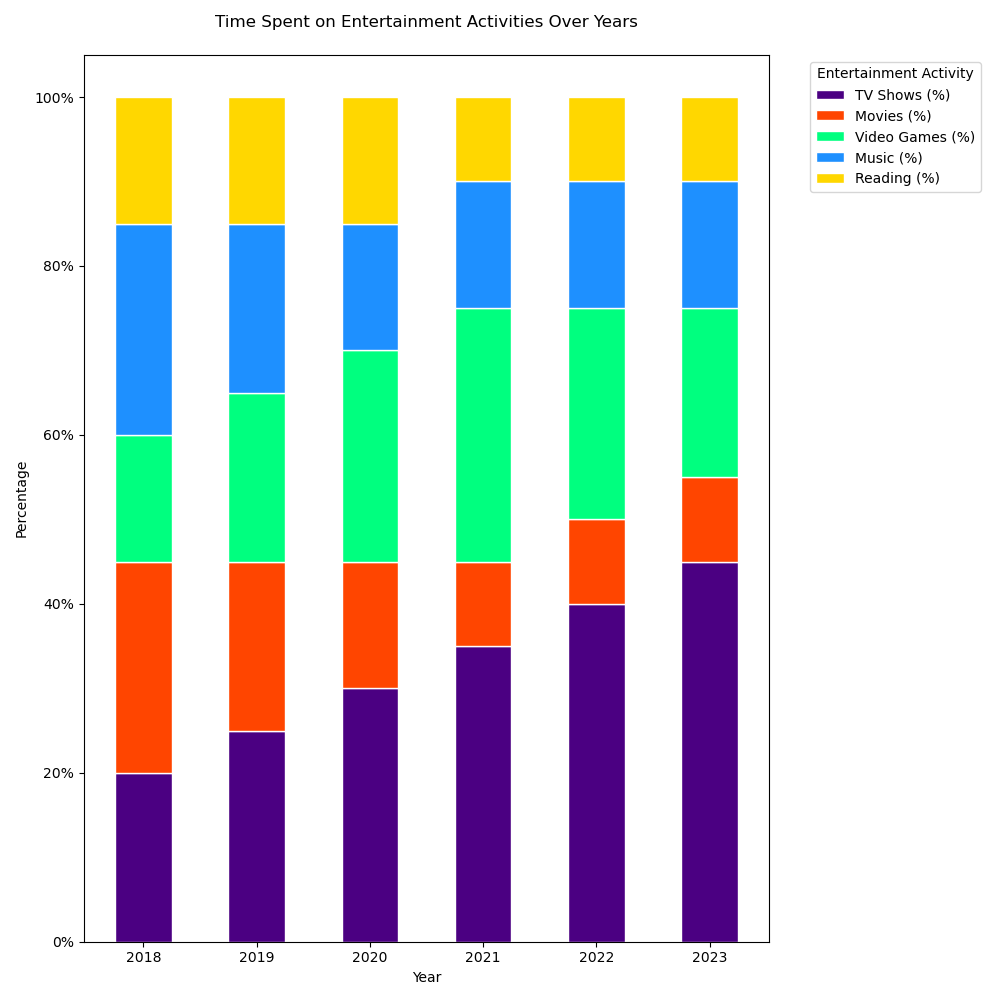 Time Spent on Entertainment Activities Over Years
Entertainment Activity
TV Shows (%)
Movies (%)
Video Games (%)
Music (%)
Reading (%)
Percentage
100%
80%
60%
40%
20%
0%
2018 2019 2020 2021 2022 2023
Year